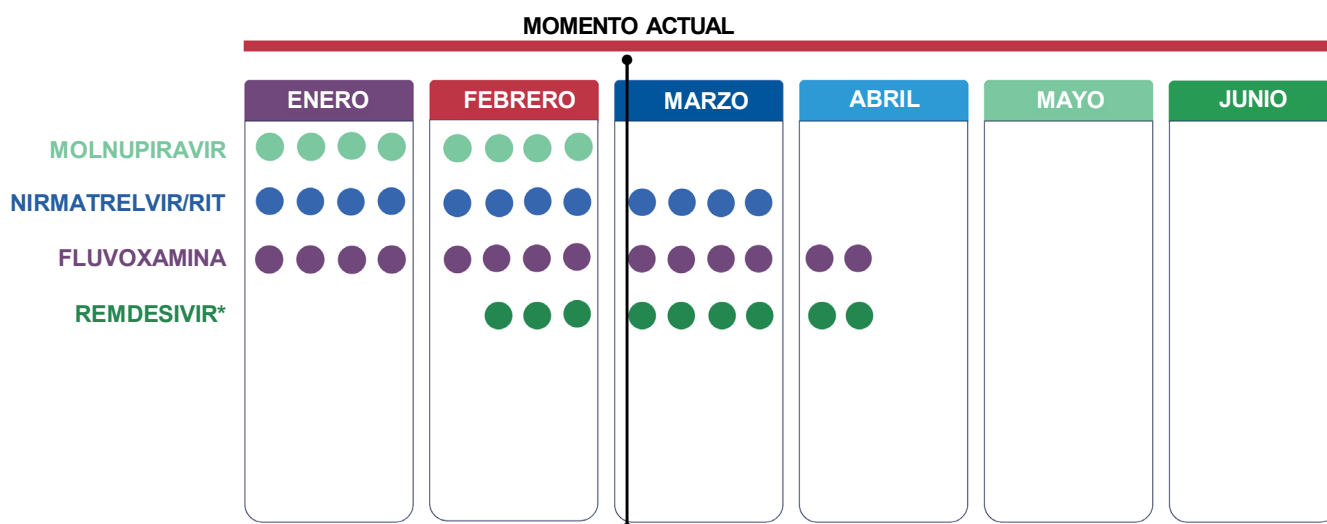 MOMENTO ACTUAL
ENERO FEBRERO MARZO ABRIL MAYO JUNIO
MOLNUPIRAVIR
NIRMATRELVIR/RIT
FLUVOXAMINA
REMDESIVIR*